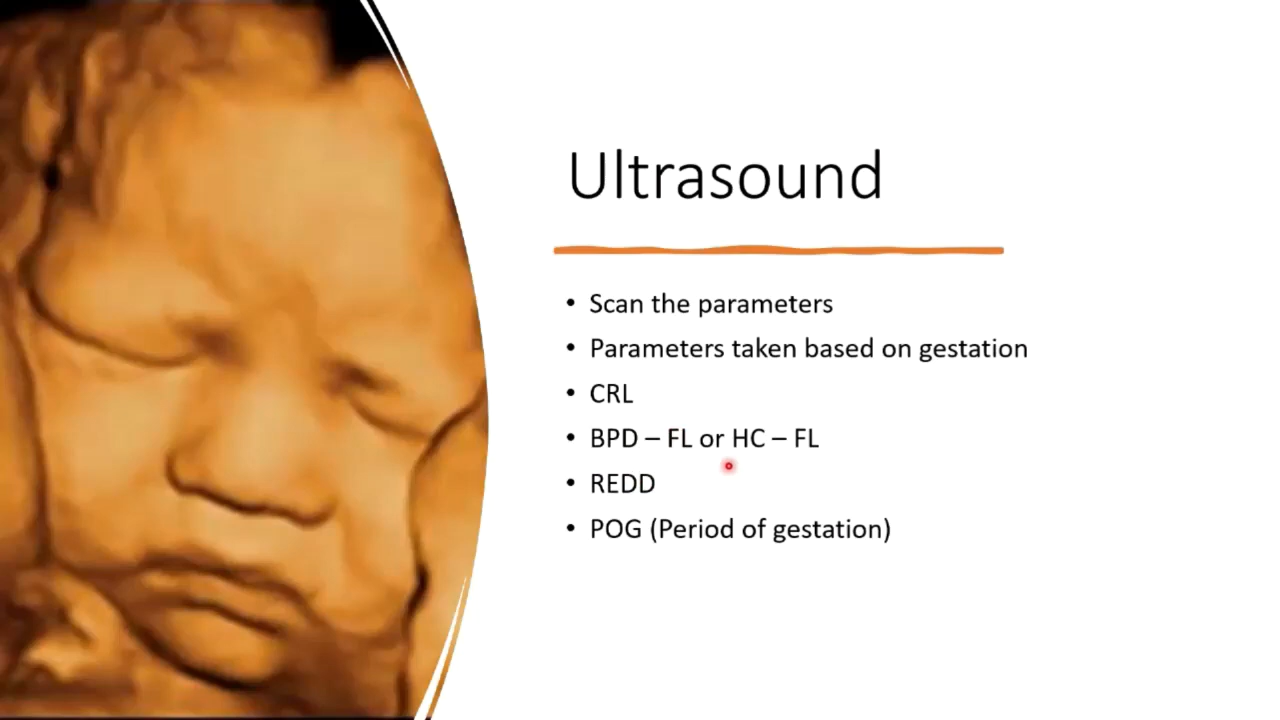 Ultrasound
• Scan the parameters
• Parameters taken based on gestation
• CRL
• BPD – FL or HC – FL
• REDD
• POG (Period of gestation)